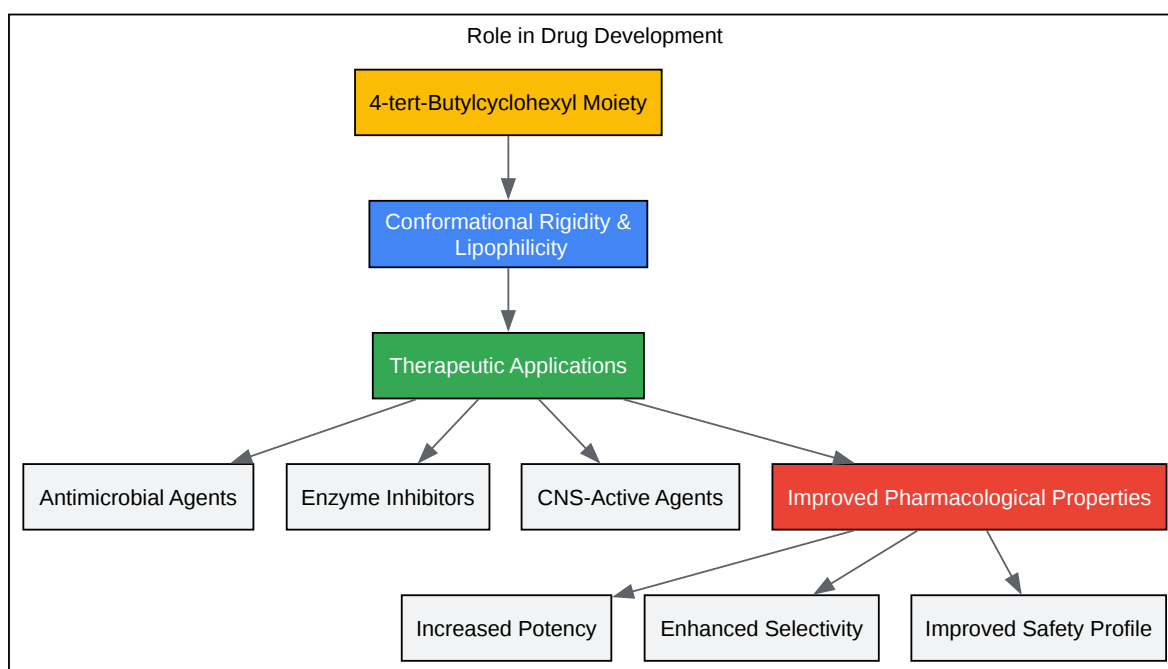 Role in Drug Development
4-tert-Butylcyclohexyl Moiety
Conformational Rigidity &
Lipophilicity
Therapeutic Applications
Antimicrobial Agents
Enzyme Inhibitors
CNS-Active Agents
Improved Pharmacological Properties
Increased Potency
Enhanced Selectivity
Improved Safety Profile